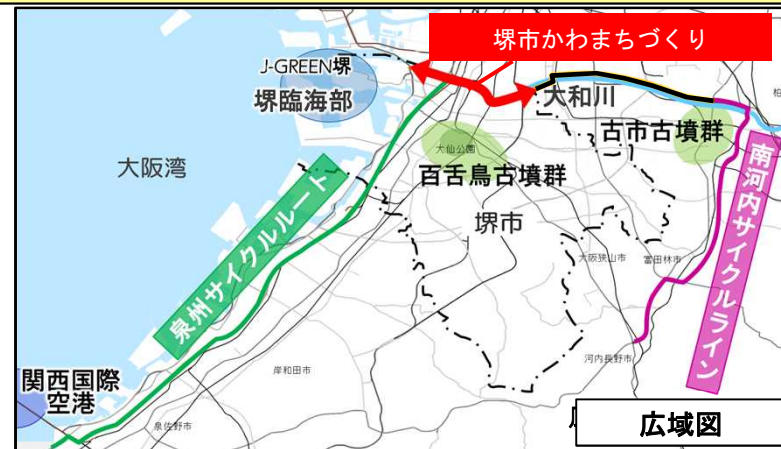 堺市かわまちづくり
J-GREEN堺
堺臨海部
大和川
柏
古市古墳群
大仙公園
百舌鳥古墳群
大阪湾
堺市
泉州サイクルルート
南河内サイクルライン
大阪狭山市
富田林市
河内長野市
岸和田市
関西国際
空港
泉佐野市
広域図